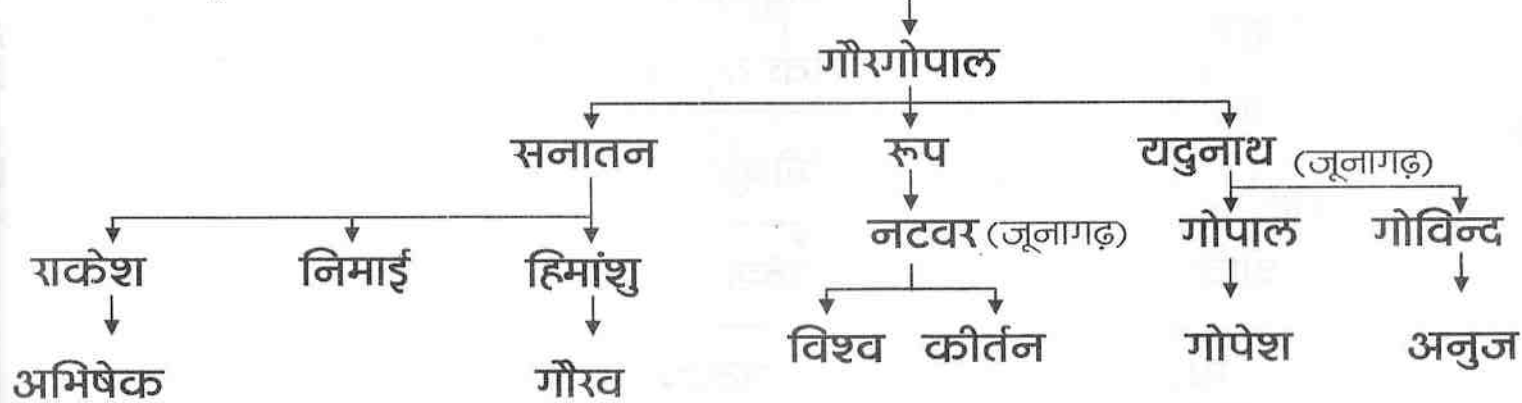 गौरगोपाल
सनातन रूप यदुनाथ (जूनागढ़)
राकेश निमाई हिमांशु नटवर (जूनागढ़) गोपाल गोविन्द
अभिषेक गौरव विश्व कीर्तन गोपेश अनुज